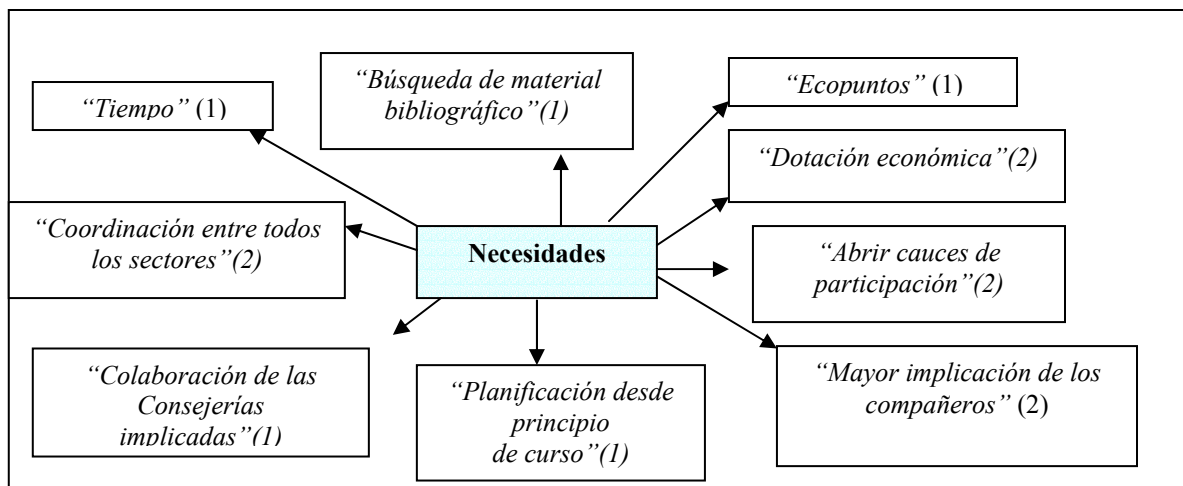 “Búsqueda de material
bibliográfico”(1)
“Ecopuntos” (1)
“Tiempo” (1)
“Dotación económica”(2)
“Coordinación entre todos
los sectores”(2)
Necesidades
“Abrir cauces de
participación”(2)
“Colaboración de las
Consejerías
implicadas”(1)
“Planificación desde
principio
de curso”(1)
“Mayor implicación de los
compañeros” (2)